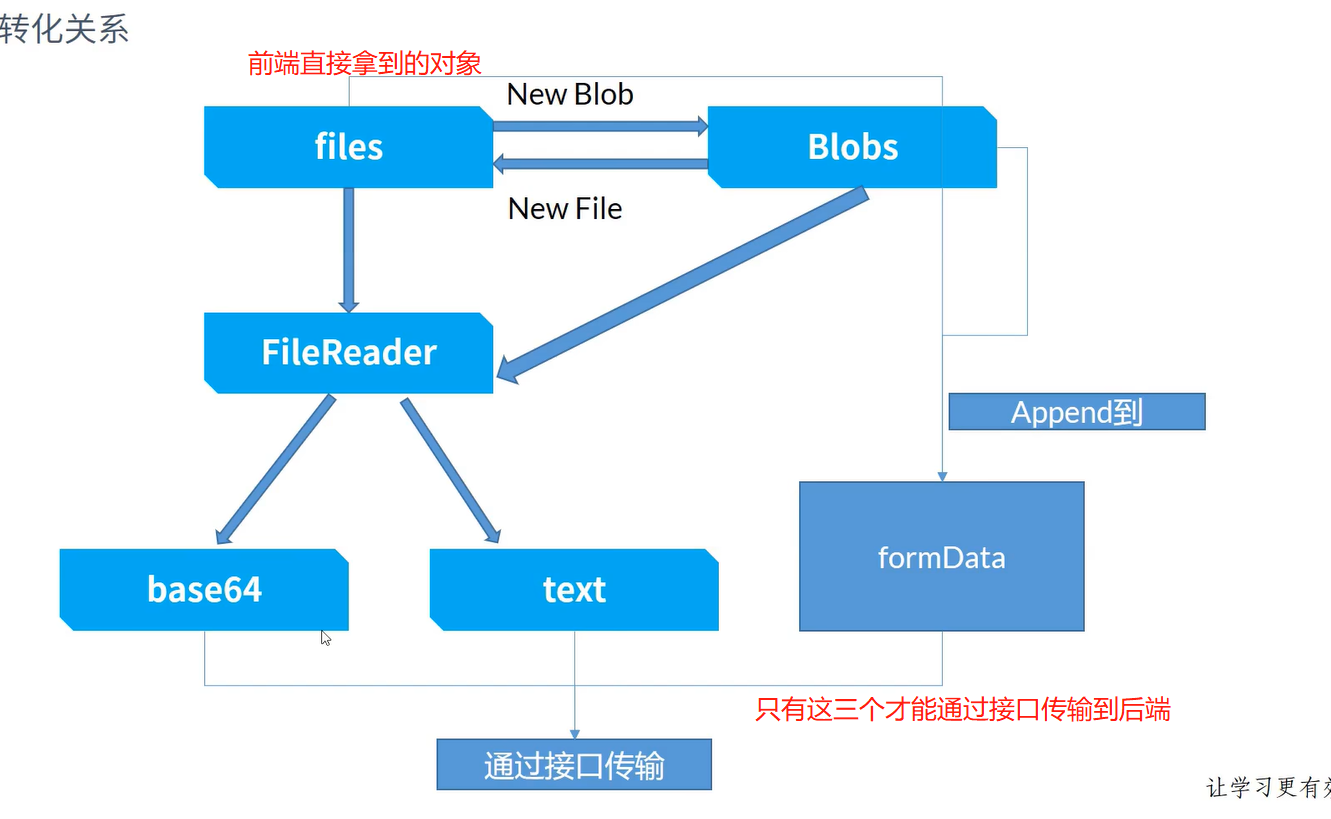 转化关系
前端直接拿到的对象
New Blob
files
Blobs
New File
FileReader
Append到
formData
base64
text
只有这三个才能通过接口传输到后端
通过接口传输
让学习更有